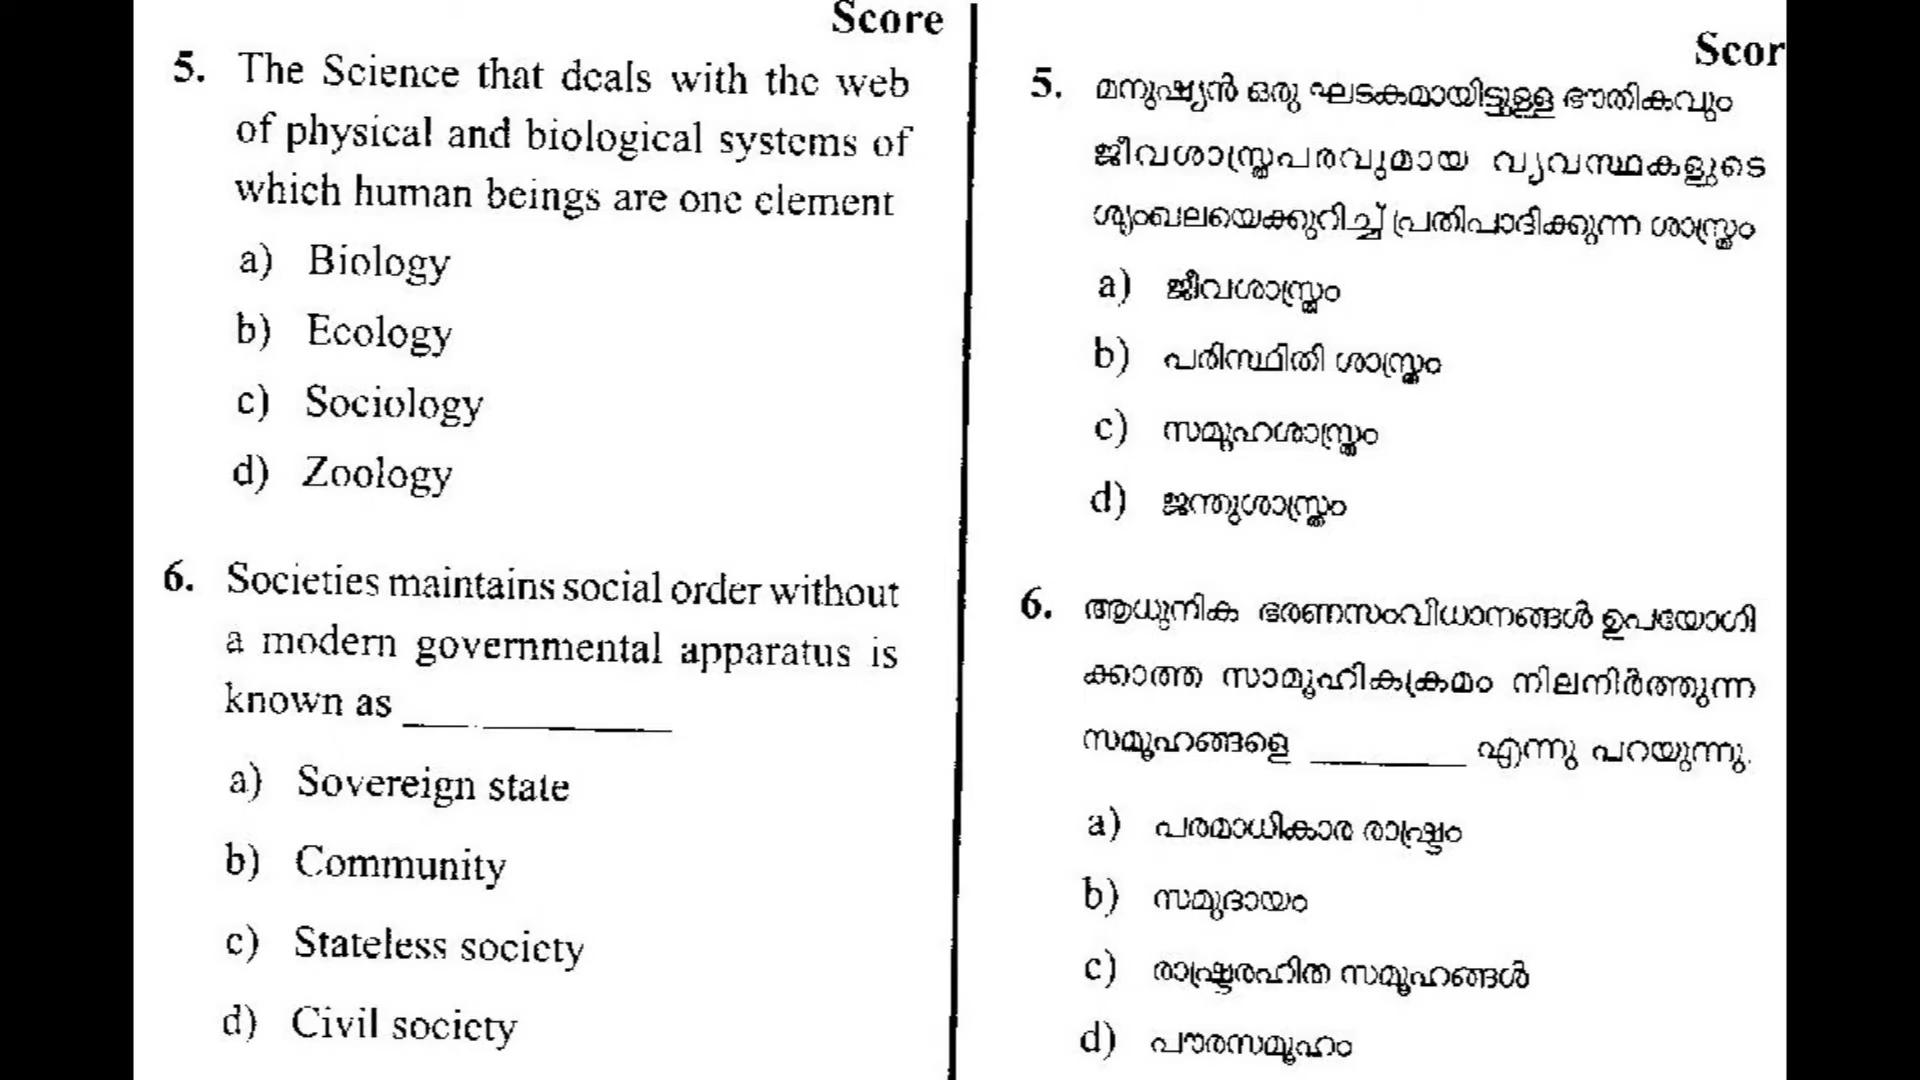 Score
5. The Science that deals with the web
of physical and biological systems of
which human beings are one element
a) Biology
b) Ecology
c) Sociology
d) Zoology
6. Societies maintains social order without
a modern governmental apparatus is
known as ____ ________
a) Sovereign state
b) Community
c) Stateless society
d) Civil society
Scor
5. മനുഷ്യൻ ഒരു ഘടകമായിട്ടുള്ള ഭൗതികവും
ജീവശാസ്ത്രപരവുമായ വ്യവസ്ഥകളുടെ
ശൃംഖലയെക്കുറിച്ച് പ്രതിപാദിക്കുന്ന ശാസ്ത്രം
a) ജീവശാസ്ത്രം
b) പരിസ്ഥിതി ശാസ്ത്രം
c) സമൂഹശാസ്ത്രം
d) ജന്തുശാസ്ത്രം
6. ആധുനിക ഭരണസംവിധാനങ്ങൾ ഉപയോഗി
ക്കാത്ത സാമൂഹികക്രമം നിലനിർത്തുന്ന
സമൂഹങ്ങളെ ________ എന്നു പറയുന്നു.
a) പരമാധികാര രാഷ്ട്രം
b) സമുദായം
c) രാഷ്ട്രരഹിത സമൂഹങ്ങൾ
d) പൗരസമൂഹം